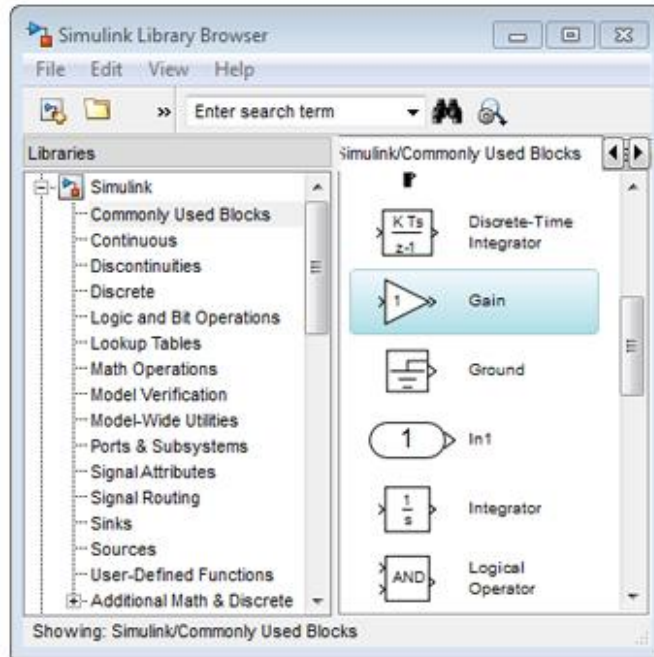 Simulink Library Browser
File Edit View Help
» Enter search term
Libraries
Simulink/Commonly Used Blocks
Simulink
Commonly Used Blocks
Continuous
Discontinuities
Discrete
Logic and Bit Operations
Lookup Tables
Math Operations
Model Verification
Model-Wide Utilities
Ports & Subsystems
Signal Attributes
Signal Routing
Sinks
Sources
User-Defined Functions
Additional Math & Discrete
K Ts
z-1
Discrete-Time
Integrator
1
Gain
Ground
1
In1
1
s
Integrator
AND
Logical
Operator
Showing: Simulink/Commonly Used Blocks